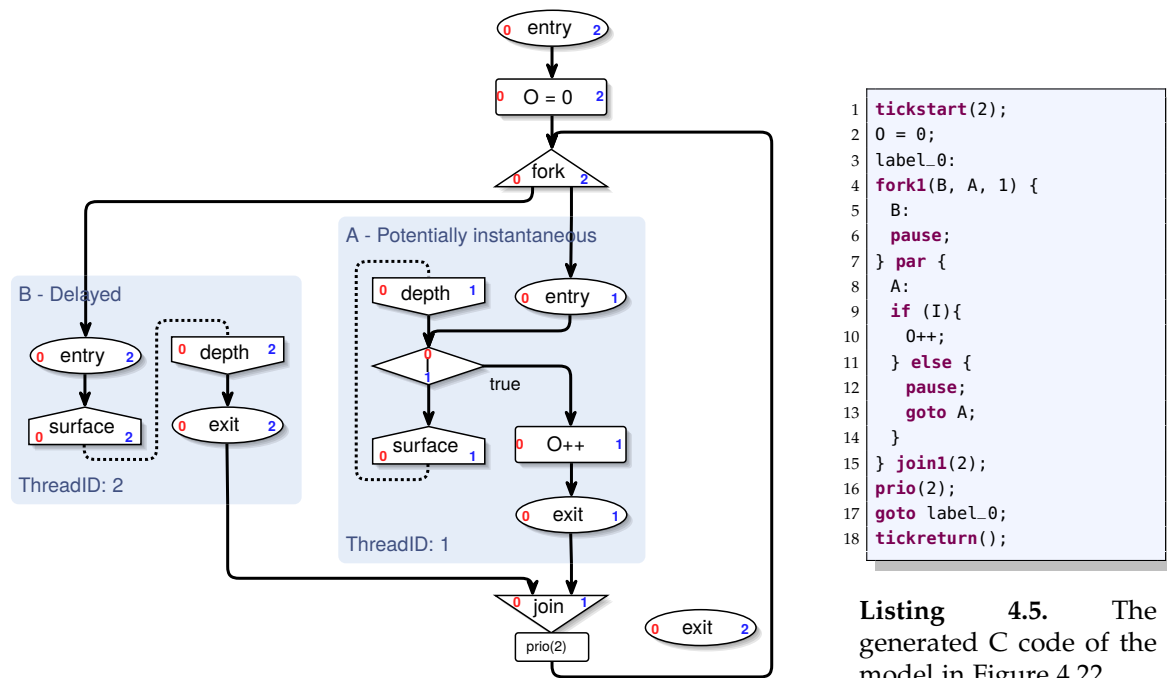 0 entry 2
0 O = 0 2
0 fork 2
A - Potentially instantaneous
0 depth 1
0 entry 1
B - Delayed
0 entry 2
0 depth 2
0 I 1
true
0 surface 2
0 exit 2
0 surface 1
0 O++ 1
ThreadID: 2
0 exit 1
ThreadID: 1
0 join 1
prio(2)
0 exit 2
1 tickstart(2);
2 O = 0;
3 label_0:
4 fork1(B, A, 1) {
5 B:
6 pause;
7 } par {
8 A:
9 if (I){
10 O++;
11 } else {
12 pause;
13 goto A;
14 }
15 } join1(2);
16 prio(2);
17 goto label_0;
18 tickreturn();
Listing 4.5. The
generated C code of the
model in Figure 4.22